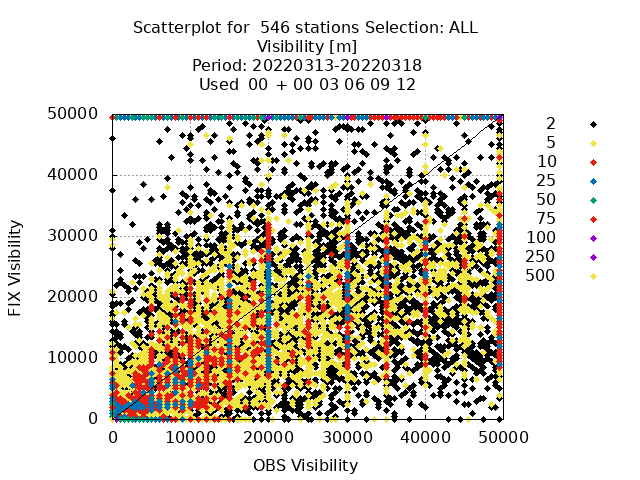 Scatterplot for  546 stations Selection: ALL
Visibility [m]
Period: 20220313-20220318
Used  00 + 00 03 06 09 12
50000
40000
30000
20000
10000
0
FIX Visibility
0 10000 20000 30000 40000 50000
OBS Visibility
2
5
10
25
50
75
100
250
500